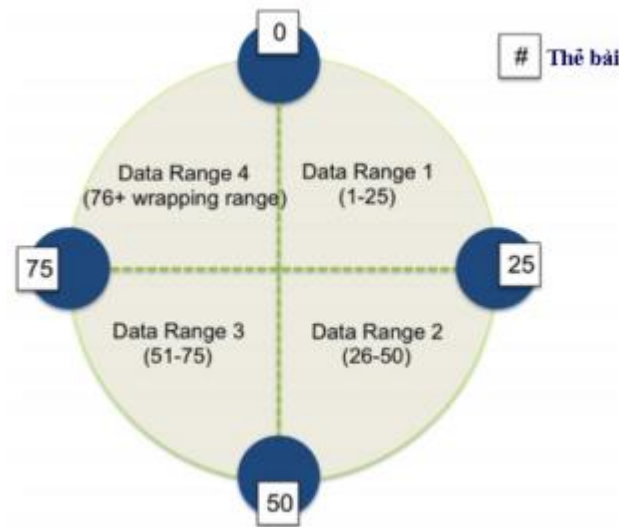 0
# Thẻ bài
Data Range 4
(76+ wrapping range)
Data Range 1
(1-25)
75
25
Data Range 3
(51-75)
Data Range 2
(26-50)
50